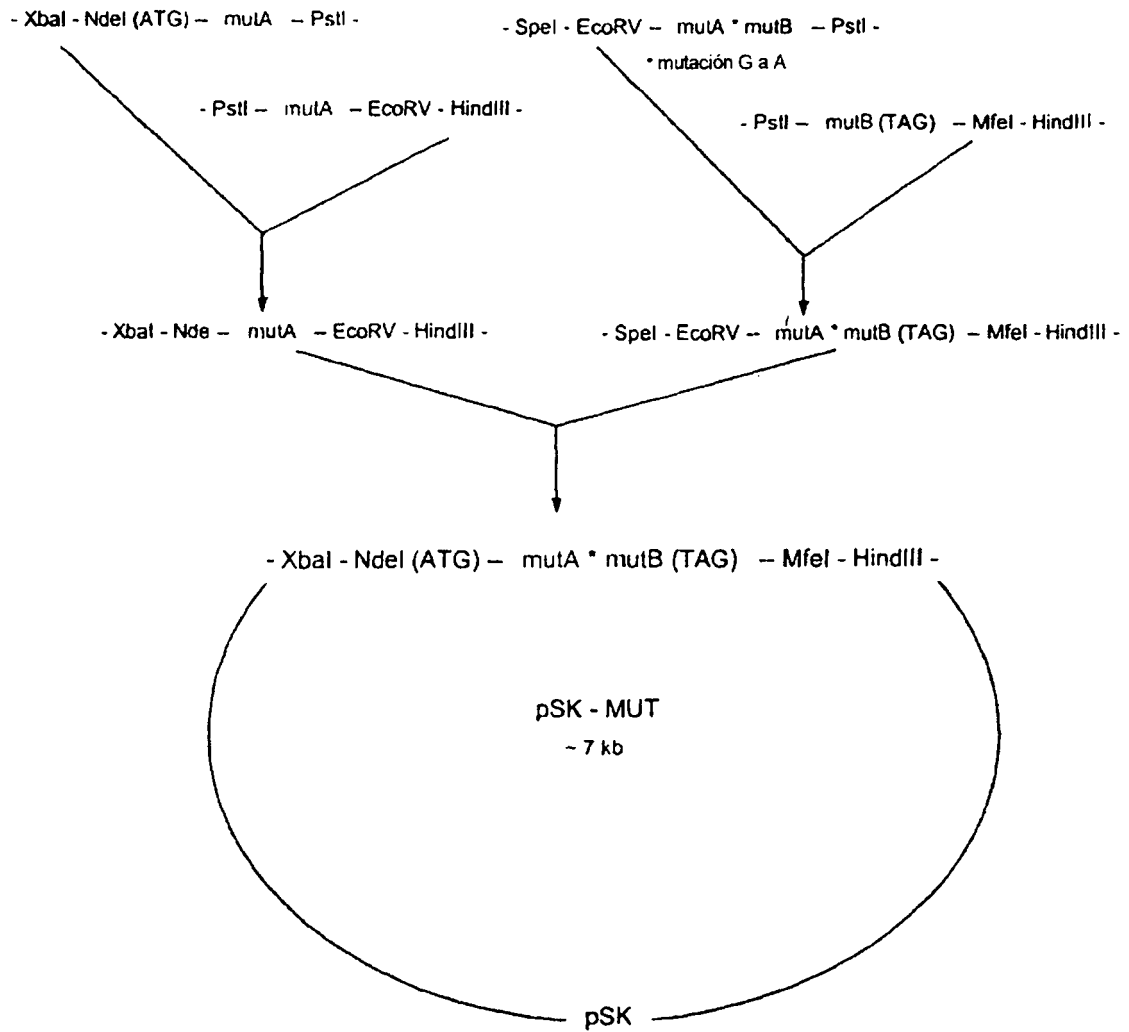 - XbaI - NdeI (ATG) – mutA – PstI -
- SpeI - EcoRV – mutA * mutB – PstI -
* mutación G a A
- PstI – mutA – EcoRV - HindIII -
- PstI – mutB (TAG) – MfeI - HindIII -
- XbaI - Nde – mutA – EcoRV - HindIII -
- SpeI - EcoRV – mutA * mutB (TAG) – MfeI - HindIII -
- XbaI - NdeI (ATG) – mutA * mutB (TAG) – MfeI - HindIII -
pSK - MUT
~ 7 kb
pSK